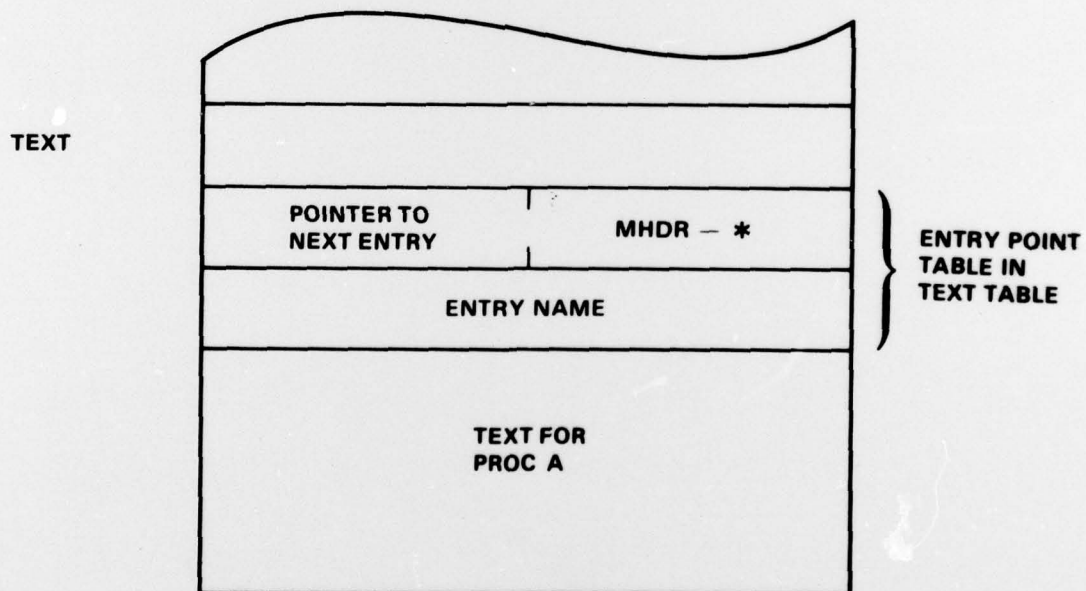 TEXT
POINTER TO
NEXT ENTRY
MHDR — *
ENTRY NAME
ENTRY POINT
TABLE IN
TEXT TABLE
TEXT FOR
PROC A